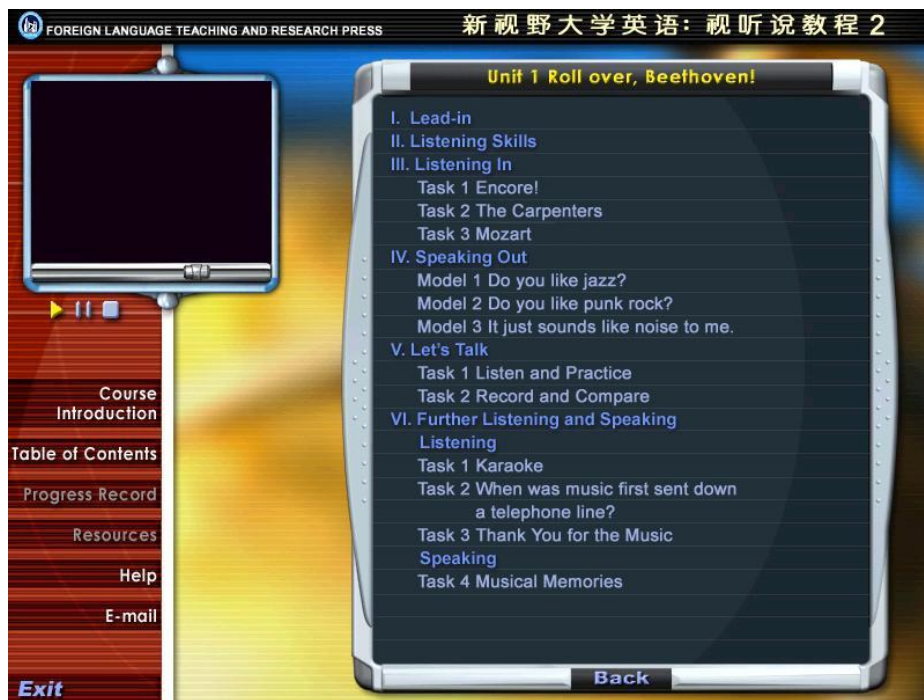 FOREIGN LANGUAGE TEACHING AND RESEARCH PRESS
新视野大学英语: 视听说教程 2
Unit 1 Roll over, Beethoven!
I. Lead-in
II. Listening Skills
III. Listening In
Task 1 Encore!
Task 2 The Carpenters
Task 3 Mozart
IV. Speaking Out
Model 1 Do you like jazz?
Model 2 Do you like punk rock?
Model 3 It just sounds like noise to me.
V. Let's Talk
Task 1 Listen and Practice
Task 2 Record and Compare
VI. Further Listening and Speaking
Listening
Task 1 Karaoke
Task 2 When was music first sent down
a telephone line?
Task 3 Thank You for the Music
Speaking
Task 4 Musical Memories
Back
Course
Introduction
Table of Contents
Progress Record
Resources
Help
E-mail
Exit